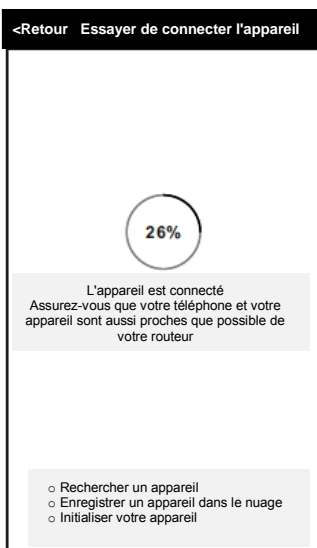 <Retour Essayer de connecter l'appareil
26%
L'appareil est connecté
Assurez-vous que votre téléphone et votre
appareil sont aussi proches que possible de
votre routeur
○ Rechercher un appareil
○ Enregistrer un appareil dans le nuage
○ Initialiser votre appareil